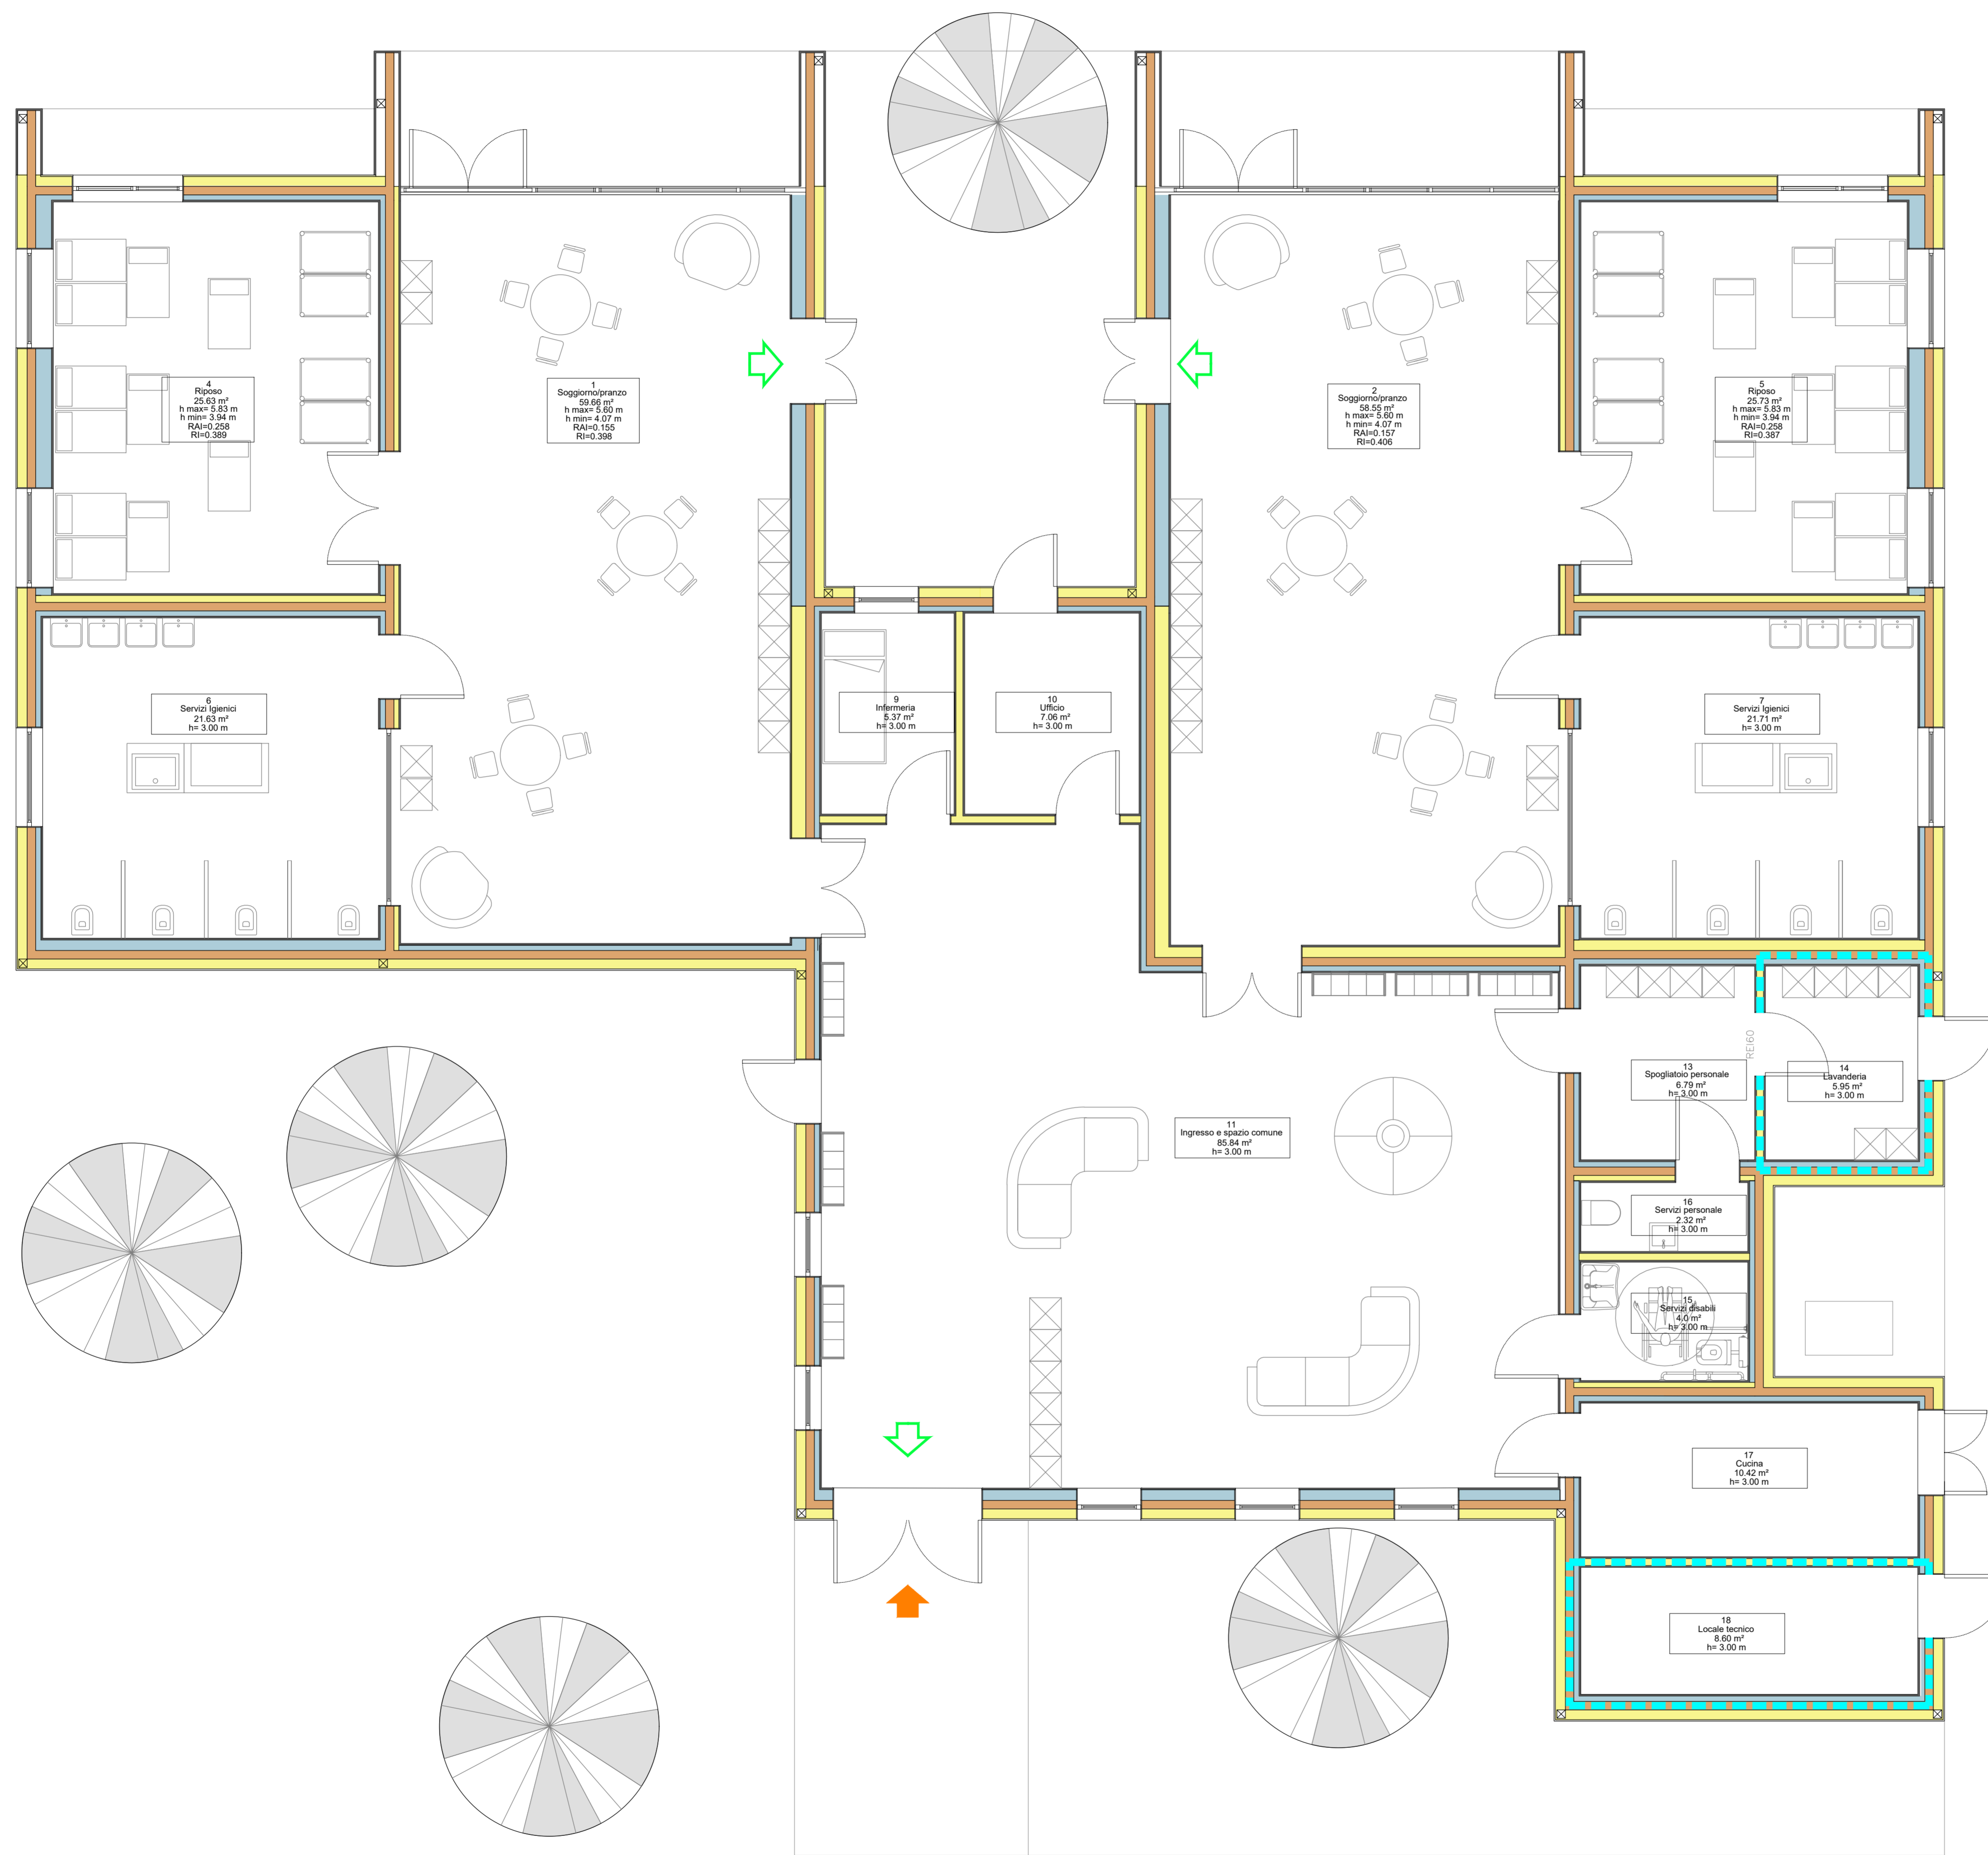 4
Riposo
25.63 m²
h max= 5.83 m
h min= 3.94 m
RAI=0.258
RI=0.389
1
Soggiorno/pranzo
59.66 m²
h max= 5.60 m
h min= 4.07 m
RAI=0.155
RI=0.398
2
Soggiorno/pranzo
58.55 m²
h max= 5.60 m
h min= 4.07 m
RAI=0.157
RI=0.406
5
Riposo
25.73 m²
h max= 5.83 m
h min= 3.94 m
RAI=0.258
RI=0.387
6
Servizi Igienici
21.63 m²
h= 3.00 m
9
Infermeria
5.37 m²
h= 3.00 m
10
Ufficio
7.06 m²
h= 3.00 m
7
Servizi Igienici
21.71 m²
h= 3.00 m
REI60
13
Spogliatoio personale
6.79 m²
h= 3.00 m
14
Lavanderia
5.95 m²
h= 3.00 m
11
Ingresso e spazio comune
85.84 m²
h= 3.00 m
16
Servizi personale
2.32 m²
h= 3.00 m
15
Servizi disabili
4.0 m²
h= 3.00 m
17
Cucina
10.42 m²
h= 3.00 m
18
Locale tecnico
8.60 m²
h= 3.00 m